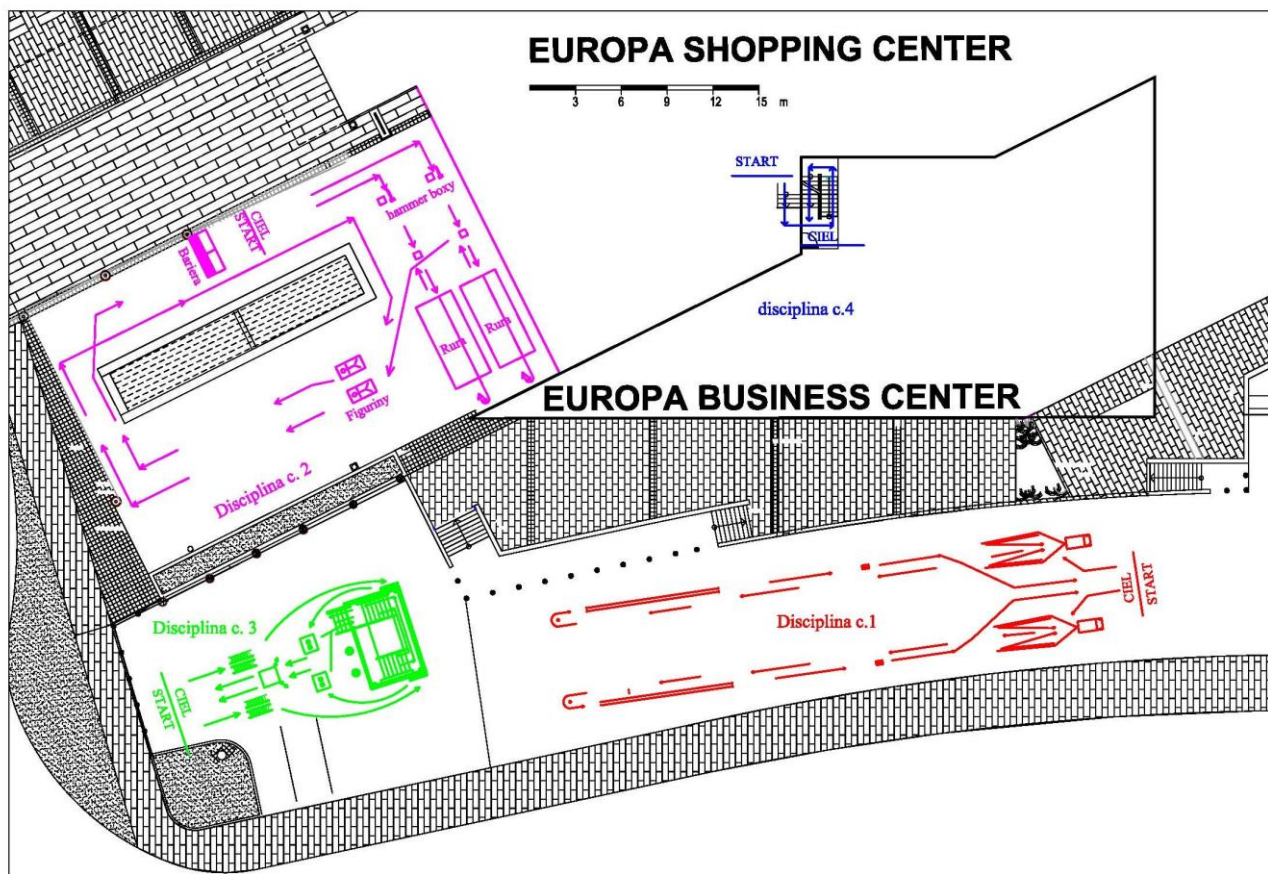 EUROPA SHOPPING CENTER
3 6 9 12 15 m
START
CIEL
disciplina c.4
CIEL
START
Bariera
hammer boxy
Rura
Rura
Figuriny
Disciplina c. 2
EUROPA BUSINESS CENTER
Disciplina c. 3
CIEL
START
Disciplina c.1
CIEL
START